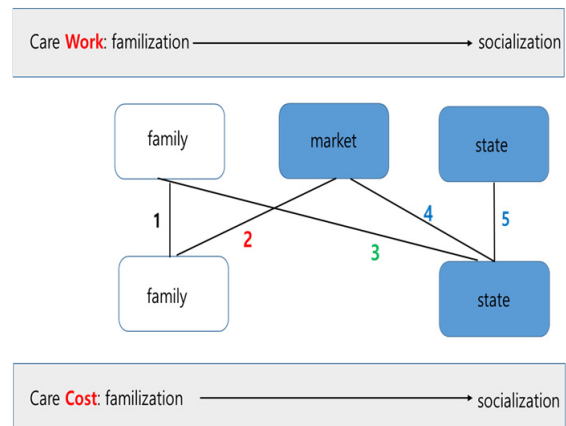 Care Work: familization socialization
family market state
1 2 3 4 5
family state
Care Cost: familization socialization